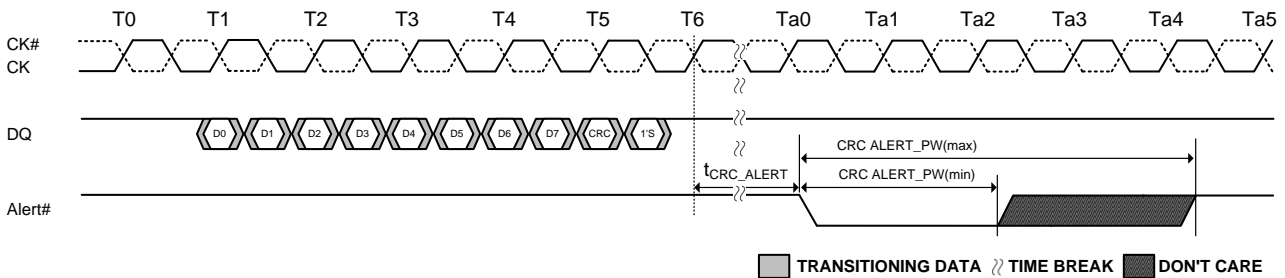 T0 T1 T2 T3 T4 T5 T6 Ta0 Ta1 Ta2 Ta3 Ta4 Ta5
CK#
CK
DQ
D0 D1 D2 D3 D4 D5 D6 D7 CRC 1'S
CRC ALERT_PW(max)
tCRC_ALERT
CRC ALERT_PW(min)
Alert#
TRANSITIONING DATA TIME BREAK DON'T CARE